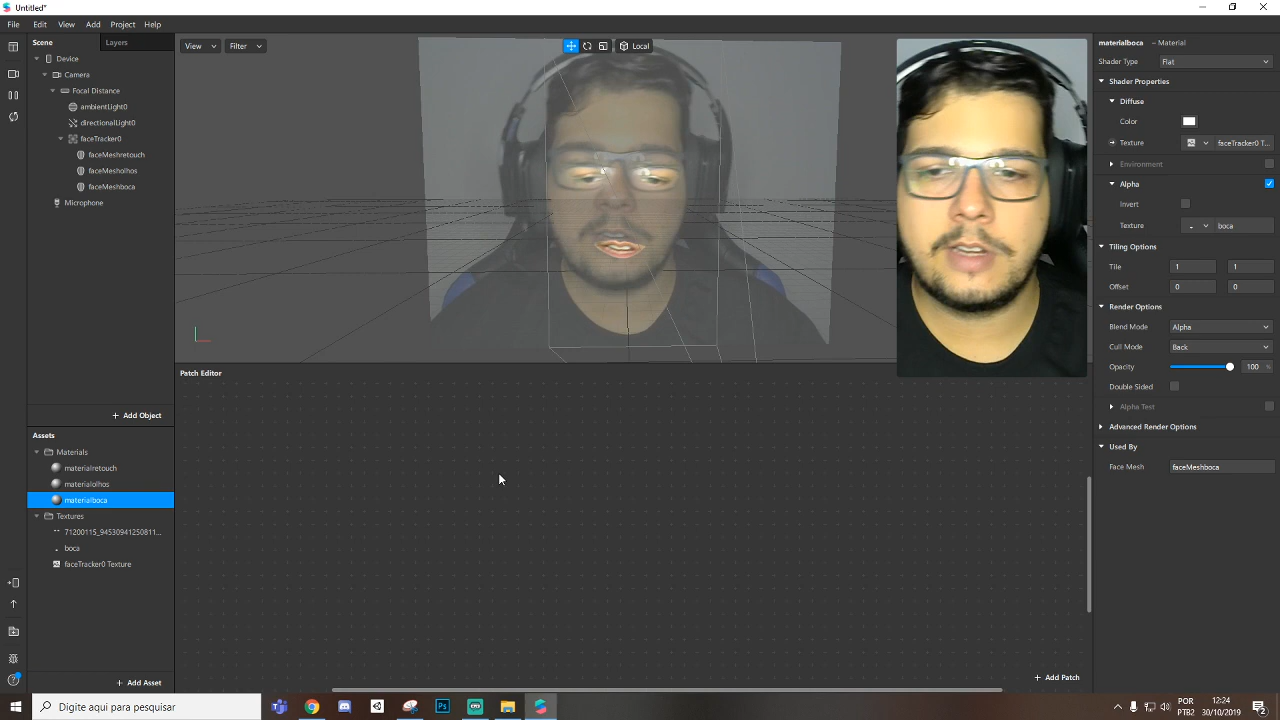 Untitled*
File Edit View Add Project Help
Scene Layers
Device
Camera
Focal Distance
ambientLight0
directionalLight0
faceTracker0
faceMeshretouch
faceMesholhos
faceMeshboca
Microphone
Add Object
Assets
Materials
materialretouch
materialolhos
materialboca
Textures
71200115_94530941250811...
boca
faceTracker0 Texture
Add Asset
View Filter Local
Patch Editor
Add Patch
materialboca – Material
Shader Type Flat
Shader Properties
Diffuse
Color
Texture faceTracker0 T...
Environment
Alpha
Invert
Texture boca
Tiling Options
Tile 1 1
Offset 0 0
Render Options
Blend Mode Alpha
Cull Mode Back
Opacity 100 %
Double Sided
Alpha Test
Advanced Render Options
Used By
Face Mesh faceMeshboca
Digite aqui para pesquisar
Ps
POR
PTB2
12:24
30/10/2019
2